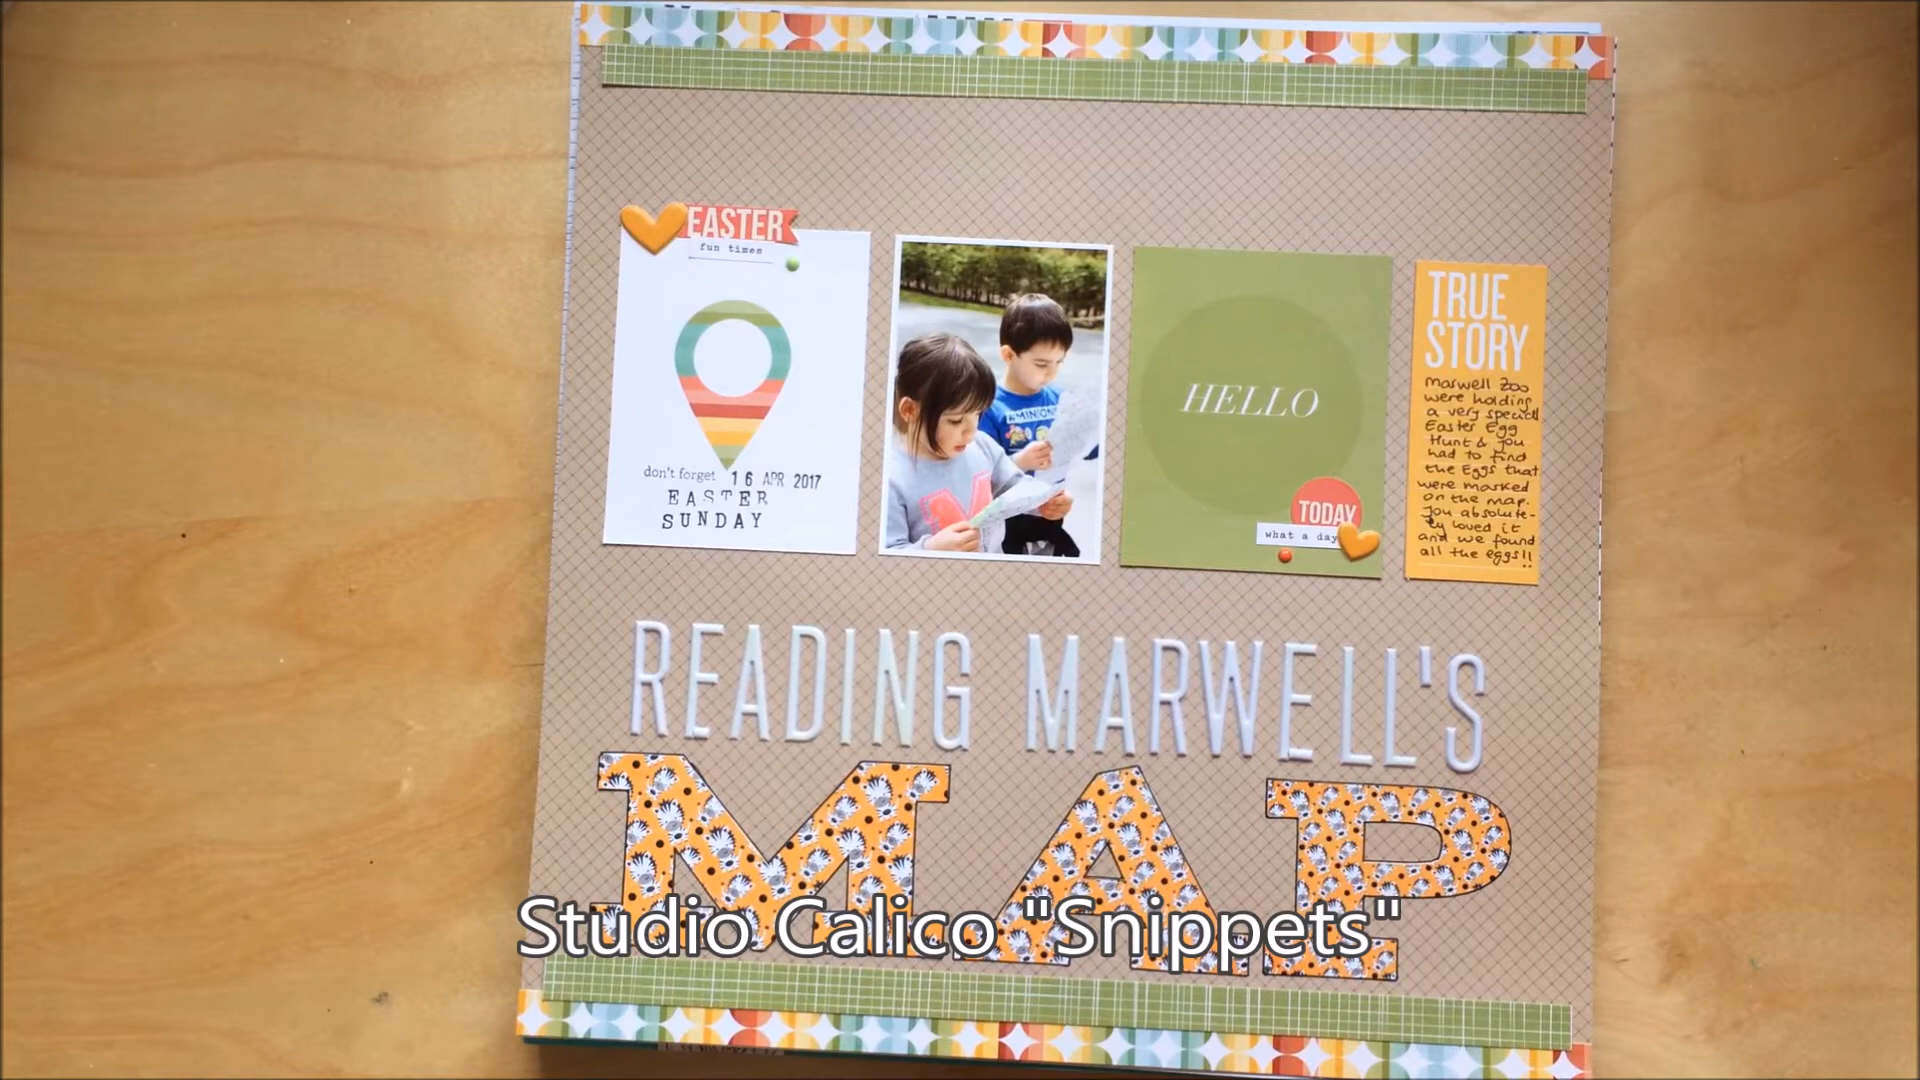 EASTER
fun times
don't forget 16 APR 2017
EASTER
SUNDAY
#MINION
HELLO
TODAY
what a day
TRUE
STORY
Marwell Zoo
were holding
a very special
Easter Egg
Hunt & you
had to find
the Eggs that
were marked
on the map.
You absolute-
ly loved it
and we found
all the eggs!!
READING MARWELL'S
MAP
Studio Calico "Snippets"